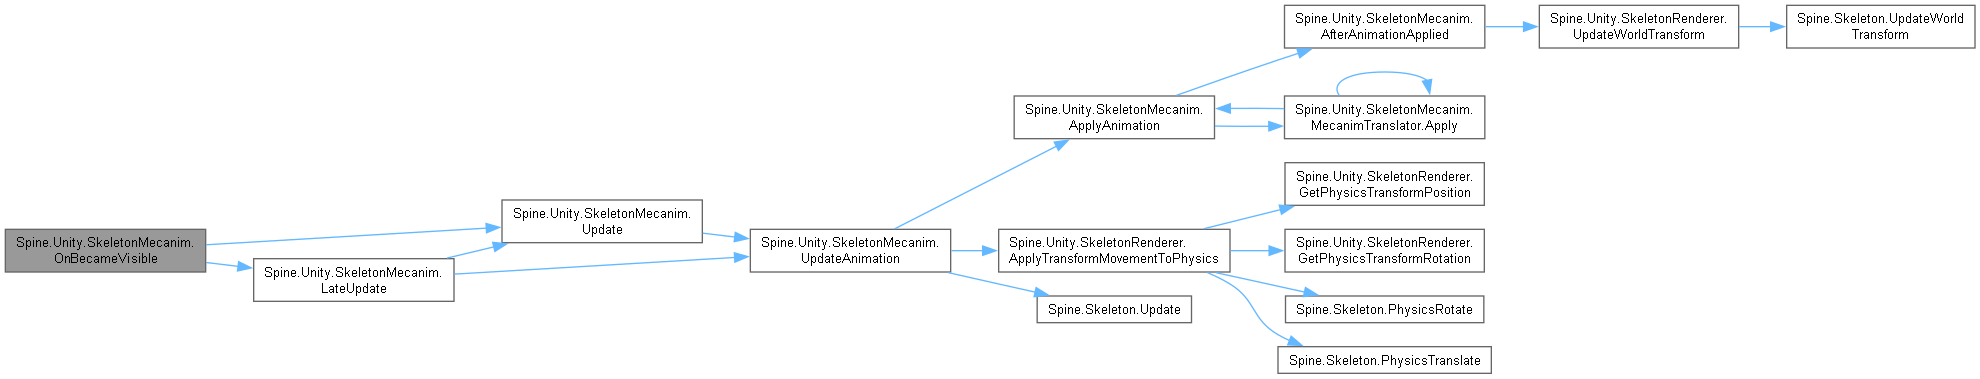 Spine.Unity.SkeletonMecanim.
OnBecameVisible
Spine.Unity.SkeletonMecanim.
Update
Spine.Unity.SkeletonMecanim.
LateUpdate
Spine.Unity.SkeletonMecanim.
UpdateAnimation
Spine.Unity.SkeletonMecanim.
ApplyAnimation
Spine.Unity.SkeletonRenderer.
ApplyTransformMovementToPhysics
Spine.Skeleton.Update
Spine.Unity.SkeletonMecanim.
AfterAnimationApplied
Spine.Unity.SkeletonMecanim.
MecanimTranslator.Apply
Spine.Unity.SkeletonRenderer.
GetPhysicsTransformPosition
Spine.Unity.SkeletonRenderer.
GetPhysicsTransformRotation
Spine.Skeleton.PhysicsRotate
Spine.Skeleton.PhysicsTranslate
Spine.Unity.SkeletonRenderer.
UpdateWorldTransform
Spine.Skeleton.UpdateWorld
Transform